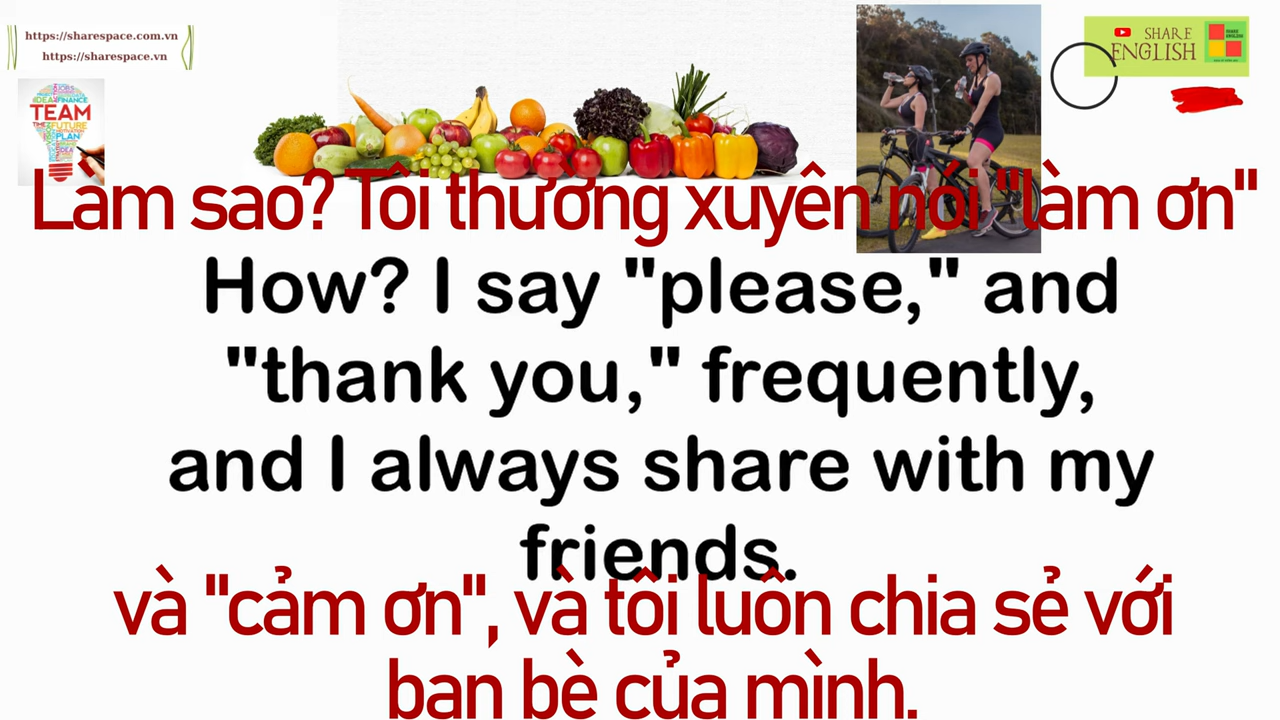 https://sharespace.com.vn
https://sharespace.vn
SHARE
ENGLISH
IDEA FINANCE
TEAM
FUTURE
PLAN
Làm sao? Tôi thường xuyên nói "làm ơn"
How? I say "please," and
"thank you," frequently,
and I always share with my
friends.
và "cảm ơn", và tôi luôn chia sẻ với
bạn bè của mình.